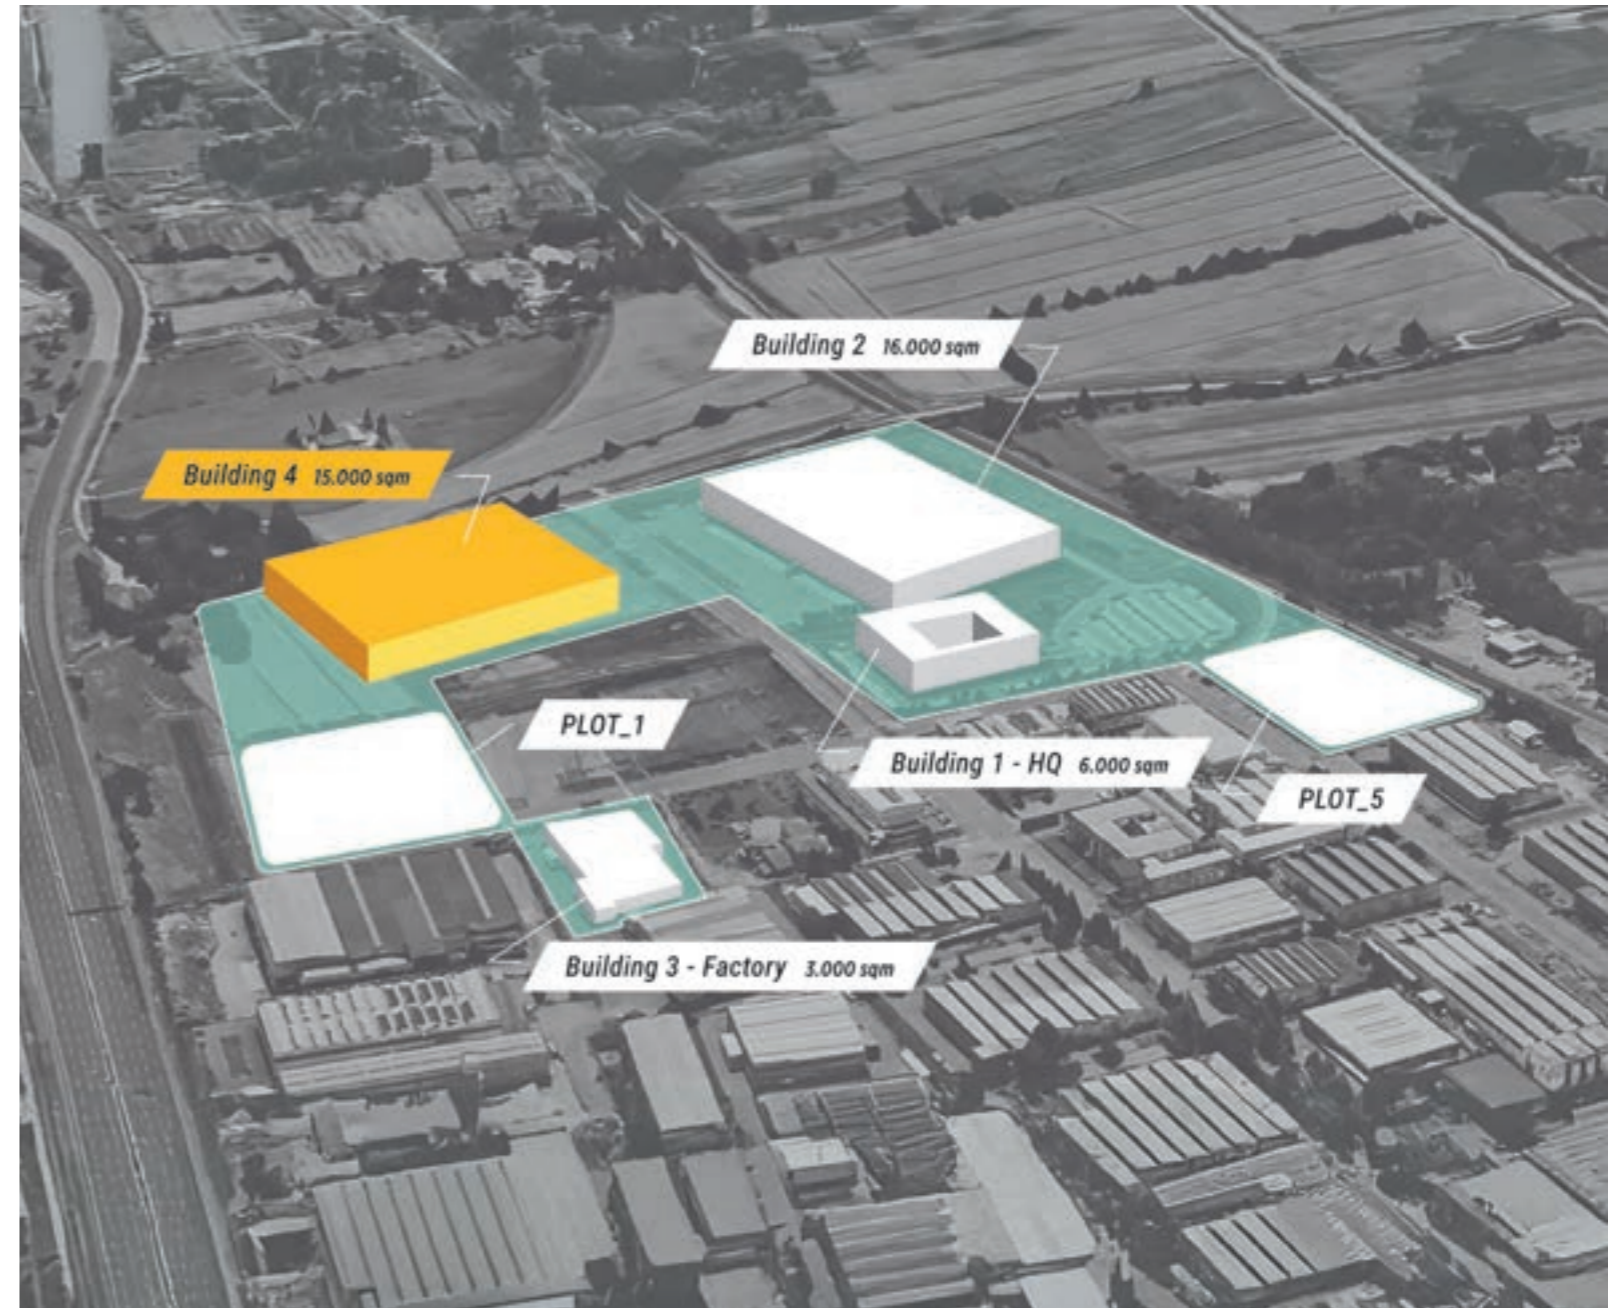 Building 2 16.000 sqm
Building 4 15.000 sqm
PLOT_1
Building 1 - HQ 6.000 sqm
PLOT_5
Building 3 - Factory 3.000 sqm